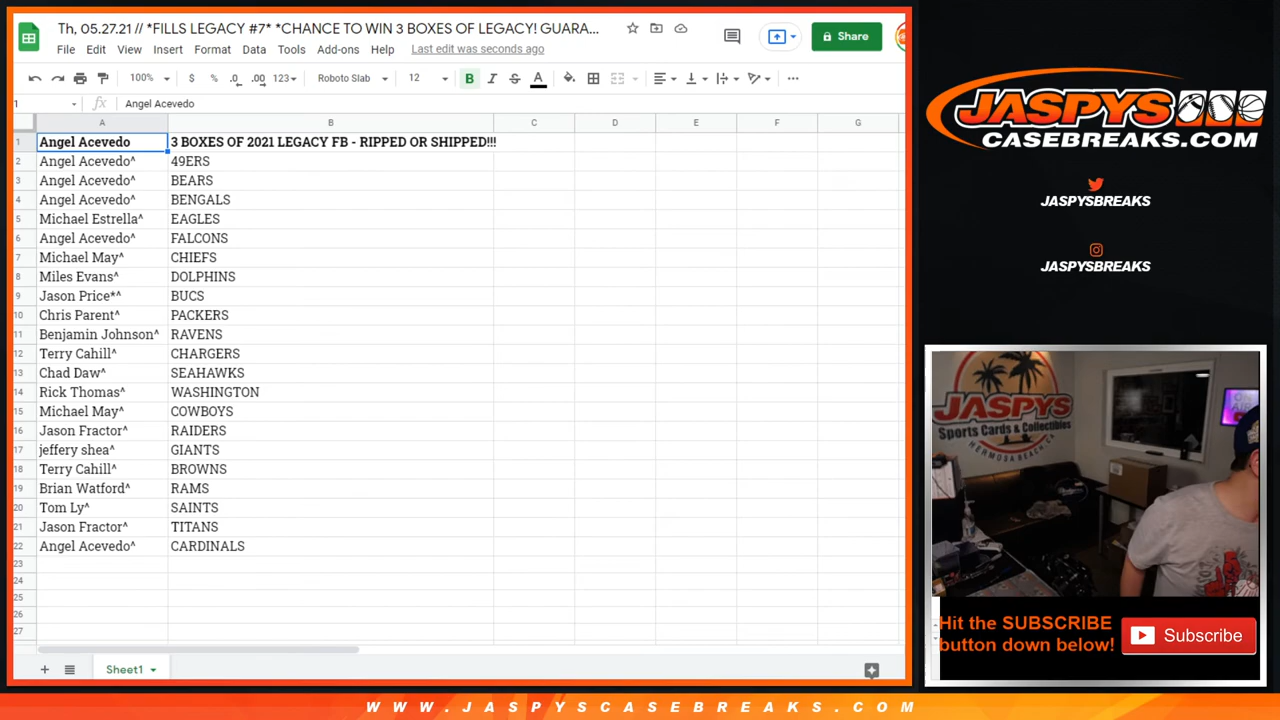 Th, 05.27.21 // *FILLS LEGACY #7* *CHANCE TO WIN 3 BOXES OF LEGACY! GUARA...
File Edit View Insert Format Data Tools Add-ons Help Last edit was seconds ago
Share
100% $ % .0 .00 123 Roboto Slab 12 B I S A
1 fx Angel Acevedo
A B C D E F G
1 Angel Acevedo 3 BOXES OF 2021 LEGACY FB - RIPPED OR SHIPPED!!!
2 Angel Acevedo^ 49ERS
3 Angel Acevedo^ BEARS
4 Angel Acevedo^ BENGALS
5 Michael Estrella^ EAGLES
6 Angel Acevedo^ FALCONS
7 Michael May^ CHIEFS
8 Miles Evans^ DOLPHINS
9 Jason Price*^ BUCS
10 Chris Parent^ PACKERS
11 Benjamin Johnson^ RAVENS
12 Terry Cahill^ CHARGERS
13 Chad Daw^ SEAHAWKS
14 Rick Thomas^ WASHINGTON
15 Michael May^ COWBOYS
16 Jason Fractor^ RAIDERS
17 jeffery shea^ GIANTS
18 Terry Cahill^ BROWNS
19 Brian Watford^ RAMS
20 Tom Ly^ SAINTS
21 Jason Fractor^ TITANS
22 Angel Acevedo^ CARDINALS
23
24
25
26
27
Sheet1
JASPYS
CASEBREAKS.COM
JASPYSBREAKS
JASPYSBREAKS
JASPYS
Sports Cards & Collectibles
HERMOSA BEACH, CA
ON AIR
Hit the SUBSCRIBE
button down below!
Subscribe
WWW.JASPYSCASEBREAKS.COM